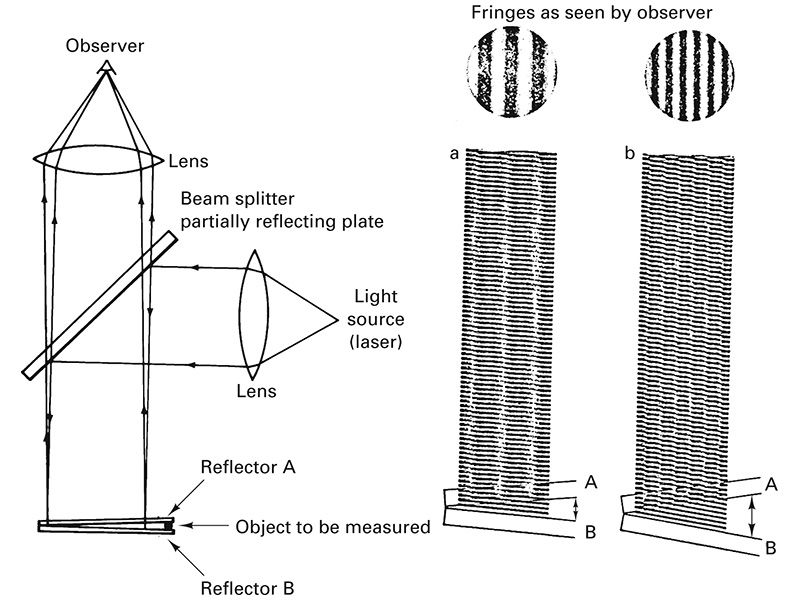 Fringes as seen by observer
Observer
Lens
Beam splitter
partially reflecting plate
Light
source
(laser)
Lens
Reflector A
Object to be measured
Reflector B
a
A
B
b
A
B